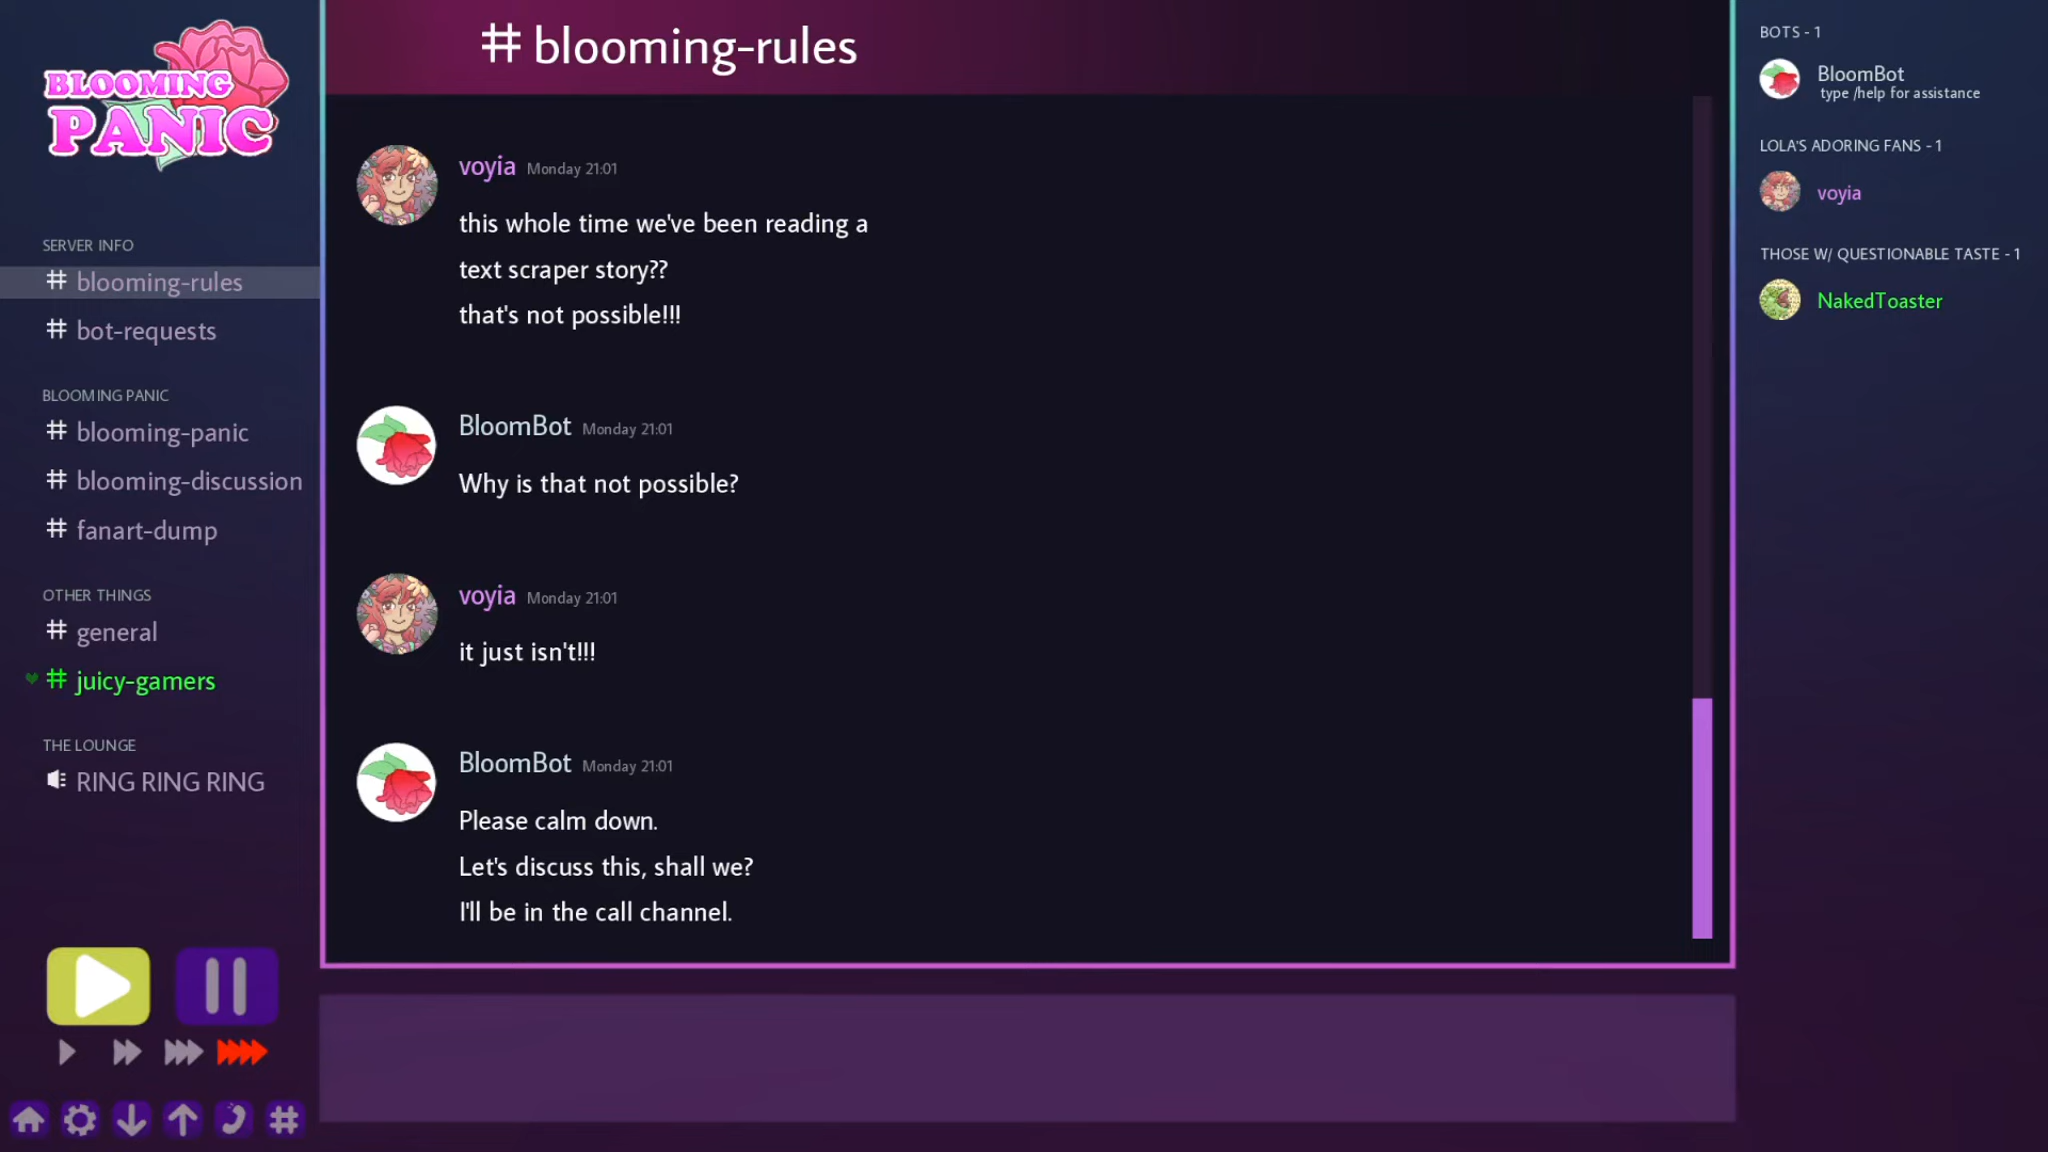 BLOOMING
PANIC
SERVER INFO
# blooming-rules
# bot-requests
BLOOMING PANIC
# blooming-panic
# blooming-discussion
# fanart-dump
OTHER THINGS
# general
# juicy-gamers
THE LOUNGE
RING RING RING
# blooming-rules
voyia Monday 21:01
this whole time we've been reading a
text scraper story??
that's not possible!!!
BloomBot Monday 21:01
Why is that not possible?
voyia Monday 21:01
it just isn't!!!
BloomBot Monday 21:01
Please calm down.
Let's discuss this, shall we?
I'll be in the call channel.
BOTS - 1
BloomBot
type /help for assistance
LOLA'S ADORING FANS - 1
voyia
THOSE W/ QUESTIONABLE TASTE - 1
NakedToaster